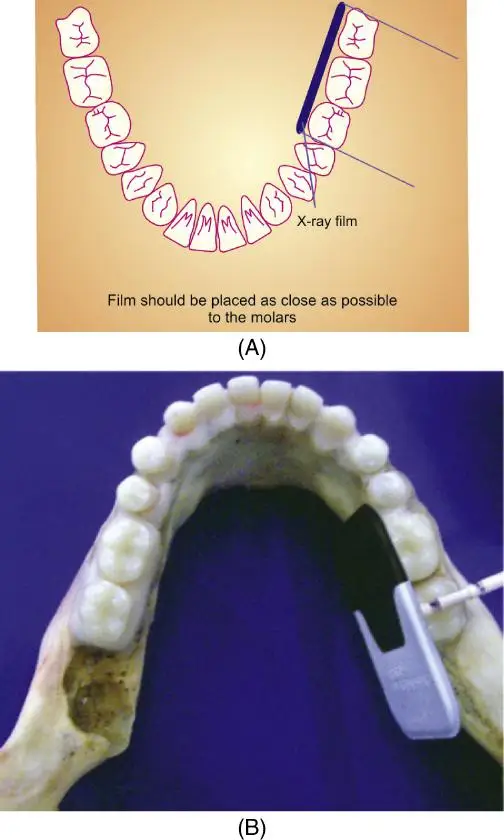 X-ray film
Film should be placed as close as possible
to the molars
(A)
(B)